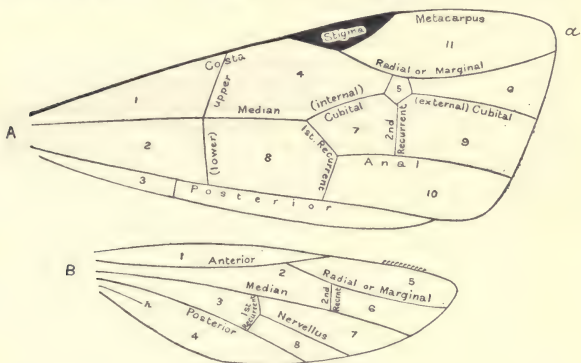 Metacarpus
a
Stigma
11
Costa
4
Radial or Marginal
upper
5
9
1
(internal)
(external) Cubital
Median
Cubital
A
7
2nd Recurrent
2
(lower)
8
1st. Recurrent
9
Anal
3
Posterior
10
1
Anterior
B
2
5
Radial or Marginal
Median
2nd Recnt
3
1st Recurrent
6
Posterior
Nervellus
7
4
8